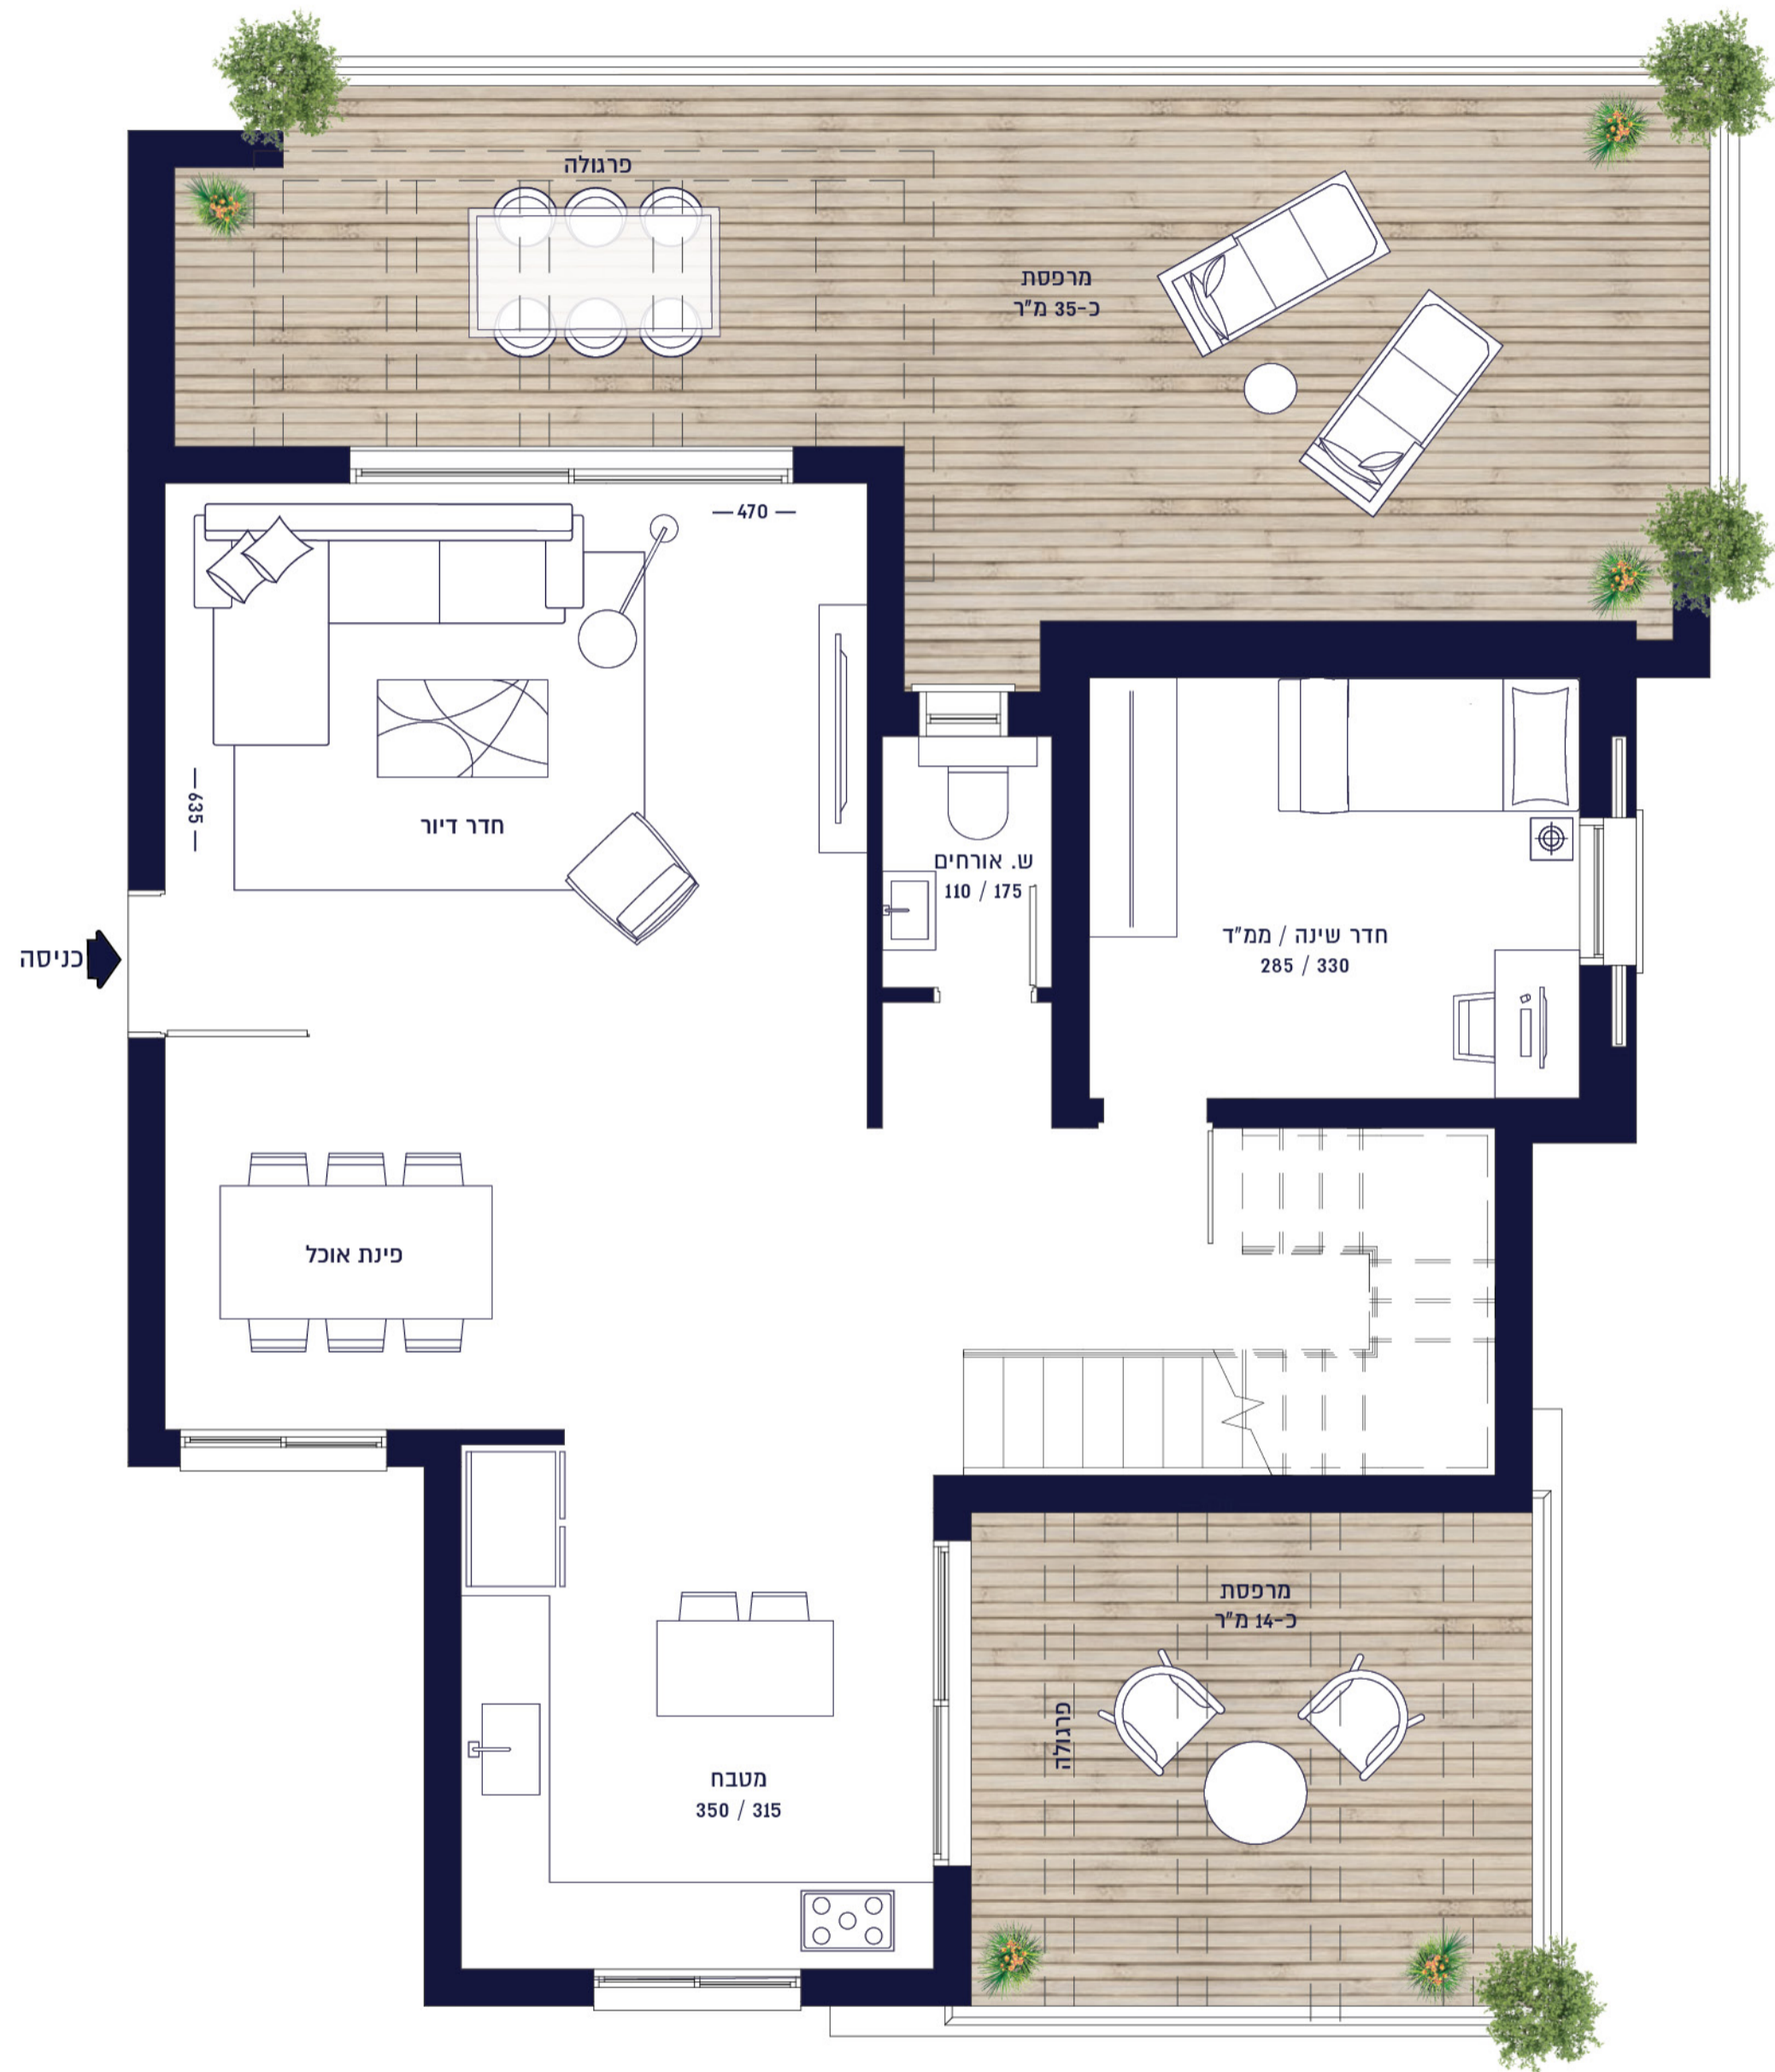 פרגולה
מרפסת
כ-35 מ"ר
— 470 —
— 635 —
חדר דיור
ש. אורחים
110 / 175
חדר שינה / ממ"ד
285 / 330
כניסה
פינת אוכל
מרפסת
כ-14 מ"ר
פרגולה
מטבח
350 / 315